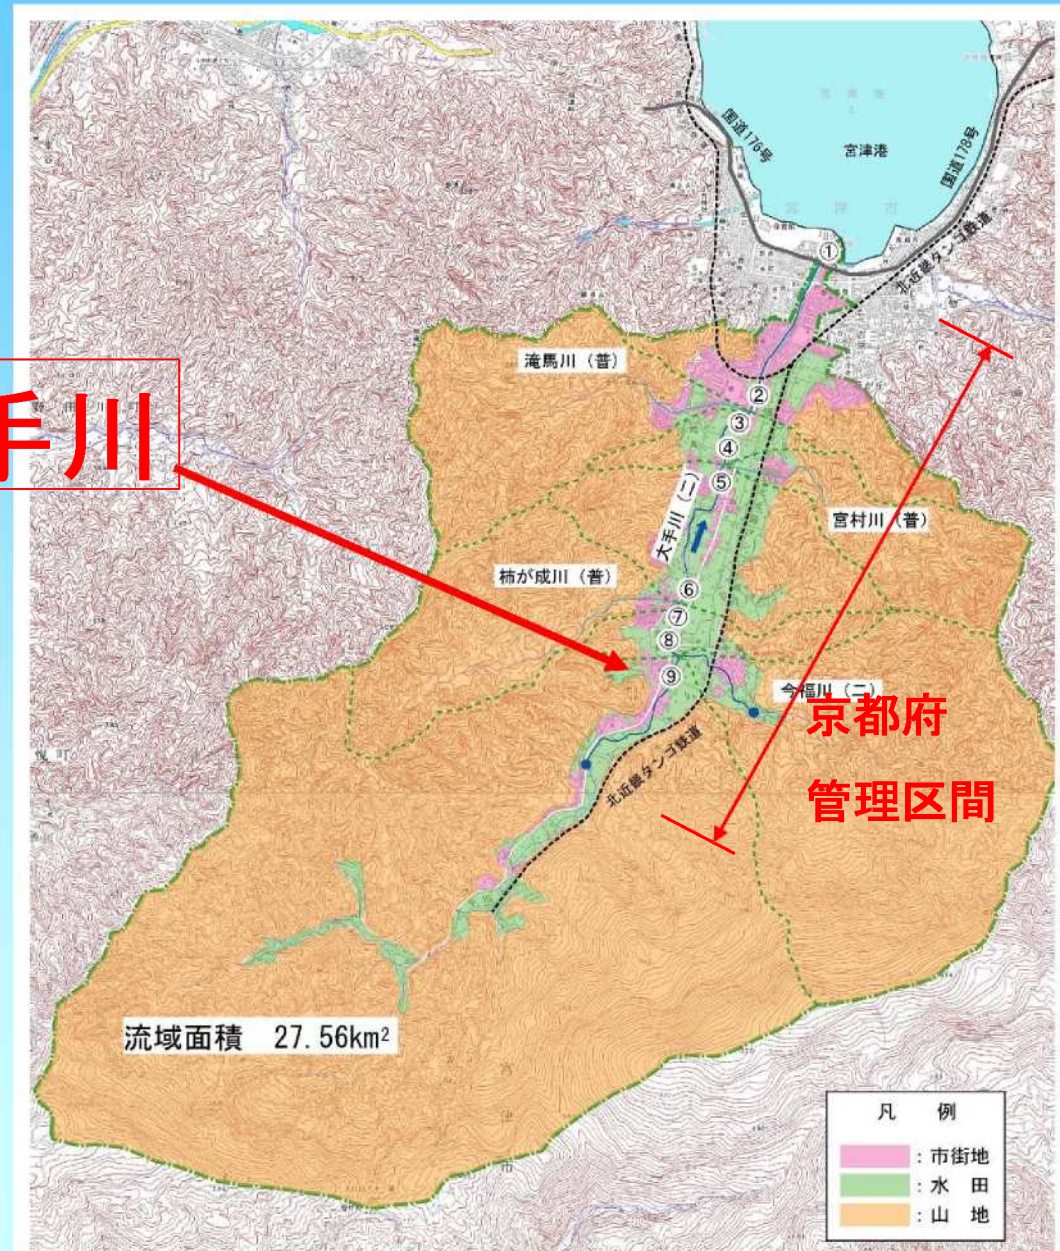 国道176号
宮津港
国道178号
宮津市
①
北近畿タンゴ鉄道
滝馬川（普）
手川
②
③
④
⑤
大手川（二）
宮村川（普）
柿が成川（普）
⑥
⑦
⑧
⑨
今福川（二）
京都府
管理区間
北近畿タンゴ鉄道
流域面積　27.56km²
凡　例
：市街地
：水　田
：山　地